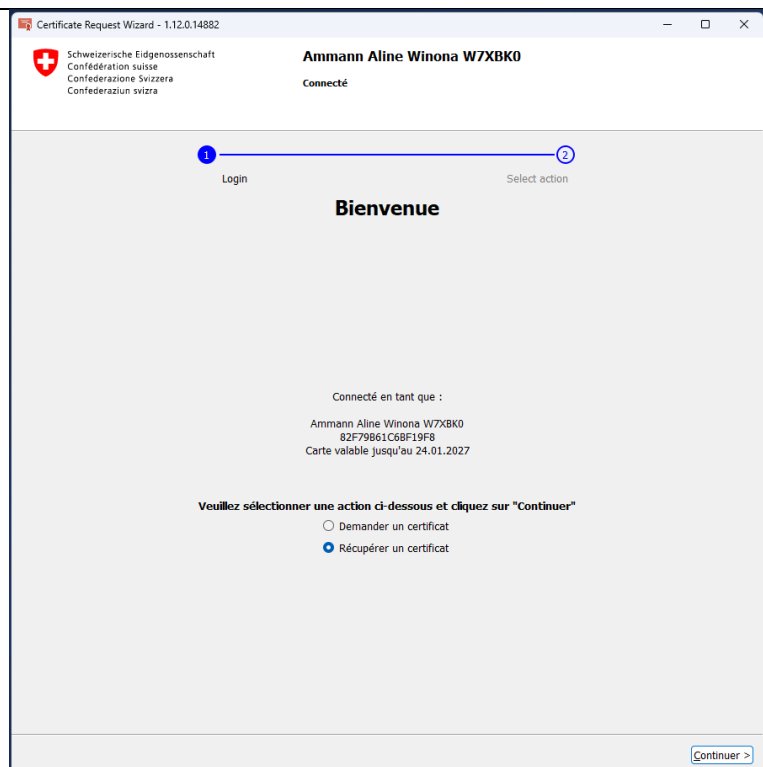 Certificate Request Wizard - 1.12.0.14882
Schweizerische Eidgenossenschaft
Confédération suisse
Confederazione Svizzera
Confederaziun svizra
Ammann Aline Winona W7XBK0
Connecté
1
2
Login
Select action
Bienvenue
Connecté en tant que :
Ammann Aline Winona W7XBK0
82F79B61C6BF19F8
Carte valable jusqu'au 24.01.2027
Veuillez sélectionner une action ci-dessous et cliquez sur "Continuer"
Demander un certificat
Récupérer un certificat
Continuer >